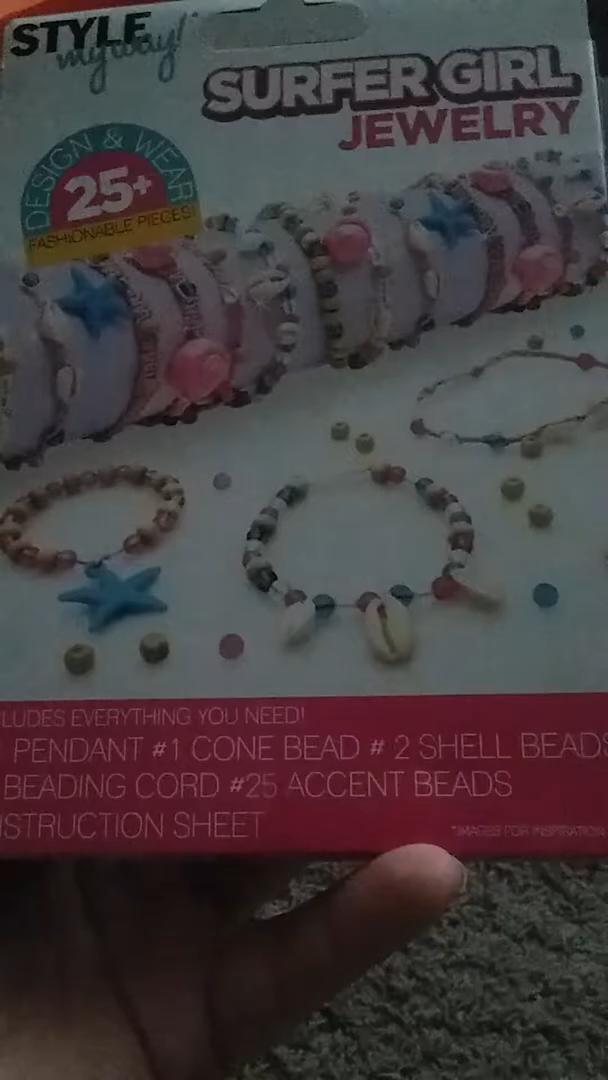 STYLE
my way!
SURFER GIRL
JEWELRY
DESIGN & WEAR
25+
FASHIONABLE PIECES!
LUDES EVERYTHING YOU NEED!
PENDANT #1 CONE BEAD # 2 SHELL BEADS
BEADING CORD #25 ACCENT BEADS
NSTRUCTION SHEET
*IMAGES FOR INSPIRATION